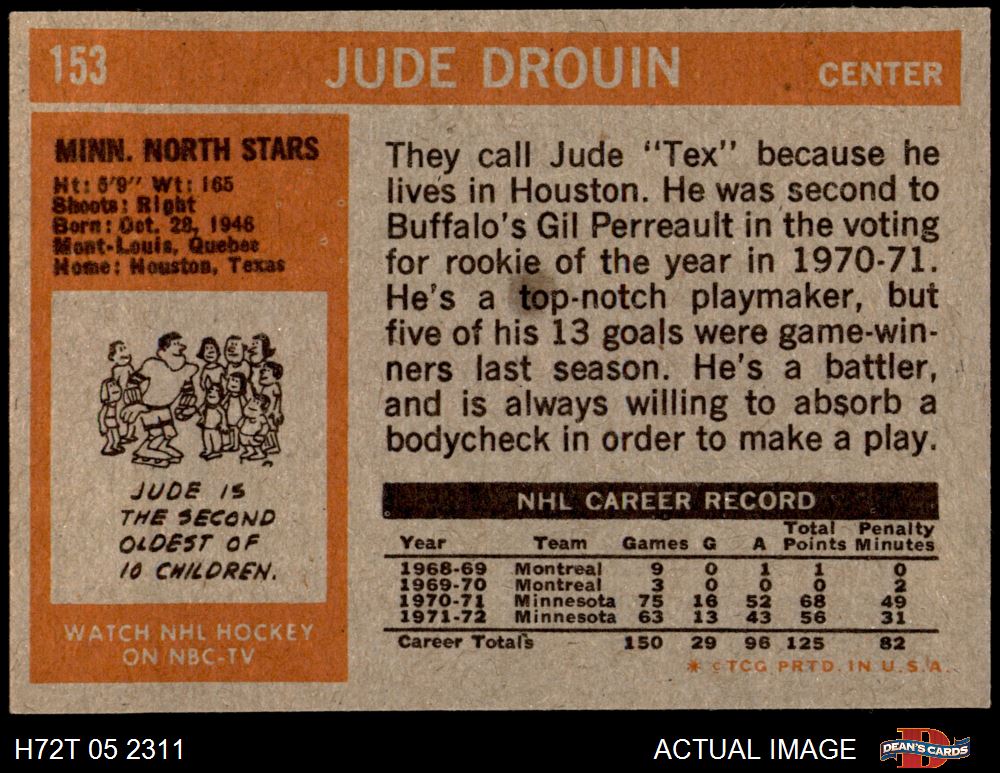 153 JUDE DROUIN CENTER
MINN. NORTH STARS
Ht: 5'9" Wt: 165
Shoots: Right
Born: Oct. 28, 1946
Mont-Louis, Quebec
Home: Houston, Texas
JUDE IS
THE SECOND
OLDEST OF
10 CHILDREN.
WATCH NHL HOCKEY
ON NBC-TV
They call Jude "Tex" because he
lives in Houston. He was second to
Buffalo's Gil Perreault in the voting
for rookie of the year in 1970-71.
He's a top-notch playmaker, but
five of his 13 goals were game-win-
ners last season. He's a battler,
and is always willing to absorb a
bodycheck in order to make a play.
NHL CAREER RECORD
Total Penalty
Year Team Games G A Points Minutes
1968-69 Montreal 9 0 1 1 0
1969-70 Montreal 3 0 0 0 2
1970-71 Minnesota 75 16 52 68 49
1971-72 Minnesota 63 13 43 56 31
Career Totals 150 29 96 125 82
* ©TCG PRTD. IN U.S.A.
H72T 05 2311 ACTUAL IMAGE DEAN'S CARDS